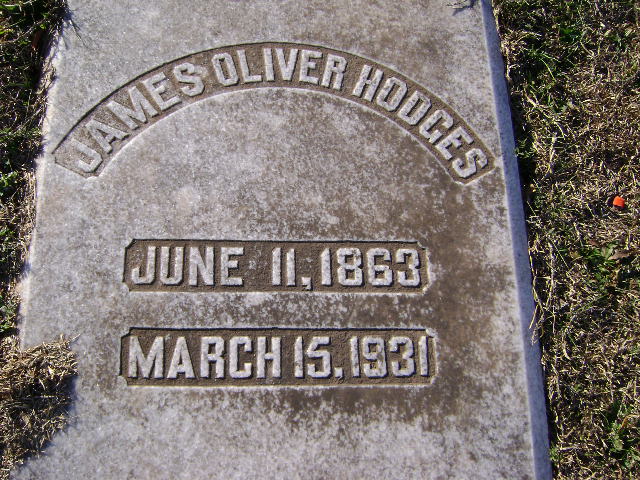 JAMES OLIVER HODGES
JUNE 11, 1863
MARCH 15, 1931